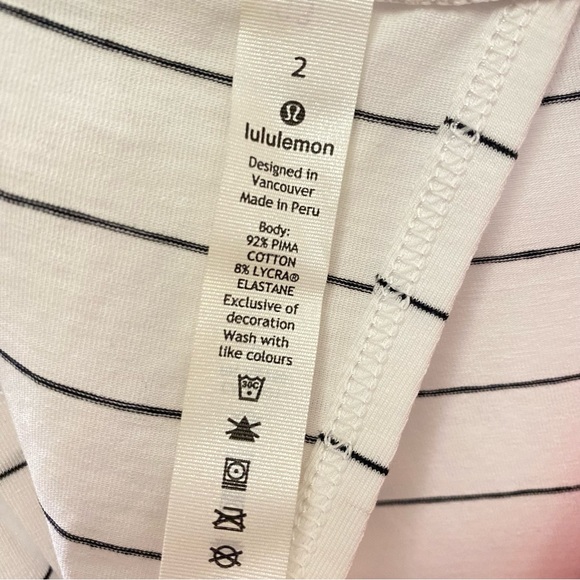 2
lululemon
Designed in
Vancouver
Made in Peru
Body:
92% PIMA
COTTON
8% LYCRA®
ELASTANE
Exclusive of
decoration
Wash with
like colours
30C